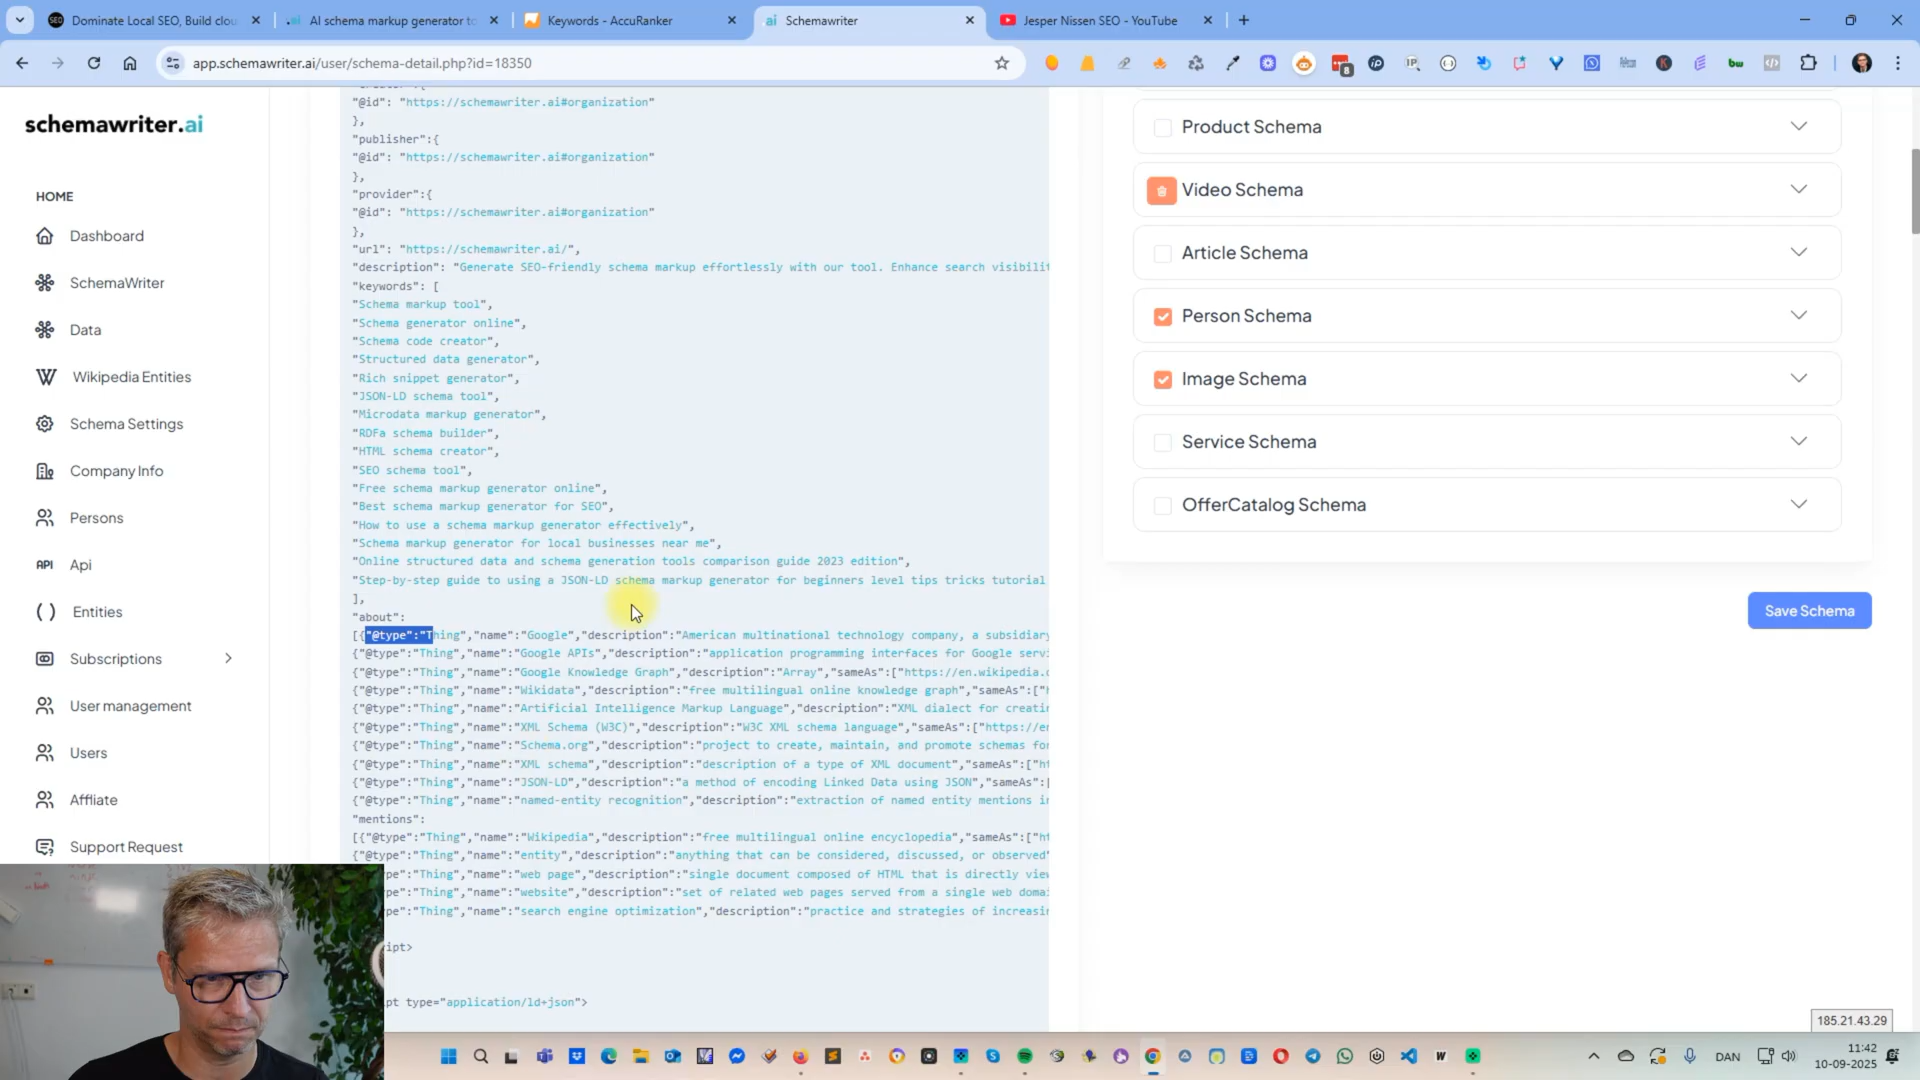 Dominate Local SEO, Build clou
AI schema markup generator to
Keywords - AccuRanker
Schemawriter
Jesper Nissen SEO - YouTube
app.schemawriter.ai/user/schema-detail.php?id=18350
schemawriter.ai
HOME
Dashboard
SchemaWriter
Data
Wikipedia Entities
Schema Settings
Company Info
Persons
API Api
Entities
Subscriptions
User management
Users
Affliate
Support Request
"@id": "https://schemawriter.ai#organization"
},
"publisher":{
"@id": "https://schemawriter.ai#organization"
},
"provider":{
"@id": "https://schemawriter.ai#organization"
},
"url": "https://schemawriter.ai/",
"description": "Generate SEO-friendly schema markup effortlessly with our tool. Enhance search visibilit
"keywords": [
"Schema markup tool",
"Schema generator online",
"Schema code creator",
"Structured data generator",
"Rich snippet generator",
"JSON-LD schema tool",
"Microdata markup generator",
"RDFa schema builder",
"HTML schema creator",
"SEO schema tool",
"Free schema markup generator online",
"Best schema markup generator for SEO",
"How to use a schema markup generator effectively",
"Schema markup generator for local businesses near me",
"Online structured data and schema generation tools comparison guide 2023 edition",
"Step-by-step guide to using a JSON-LD schema markup generator for beginners level tips tricks tutorial
],
"about":
[{"@type":"Thing","name":"Google","description":"American multinational technology company, a subsidiary
{"@type":"Thing","name":"Google APIs","description":"application programming interfaces for Google servi
{"@type":"Thing","name":"Google Knowledge Graph","description":"Array","sameAs":["https://en.wikipedia.o
{"@type":"Thing","name":"Wikidata","description":"free multilingual online knowledge graph","sameAs":["h
{"@type":"Thing","name":"Artificial Intelligence Markup Language","description":"XML dialect for creatin
{"@type":"Thing","name":"XML Schema (W3C)","description":"W3C XML schema language","sameAs":["https://en
{"@type":"Thing","name":"Schema.org","description":"project to create, maintain, and promote schemas for
{"@type":"Thing","name":"XML schema","description":"description of a type of XML document","sameAs":["ht
{"@type":"Thing","name":"JSON-LD","description":"a method of encoding Linked Data using JSON","sameAs":[
{"@type":"Thing","name":"named-entity recognition","description":"extraction of named entity mentions in
"mentions":
[{"@type":"Thing","name":"Wikipedia","description":"free multilingual online encyclopedia","sameAs":["ht
{"@type":"Thing","name":"entity","description":"anything that can be considered, discussed, or observed"
pe":"Thing","name":"web page","description":"single document composed of HTML that is directly view
pe":"Thing","name":"website","description":"set of related web pages served from a single web domai
pe":"Thing","name":"search engine optimization","description":"practice and strategies of increasin
ript>
pt type="application/ld+json">
Product Schema
Video Schema
Article Schema
Person Schema
Image Schema
Service Schema
OfferCatalog Schema
Save Schema
185.21.43.29
DAN
11:42
10-09-2025